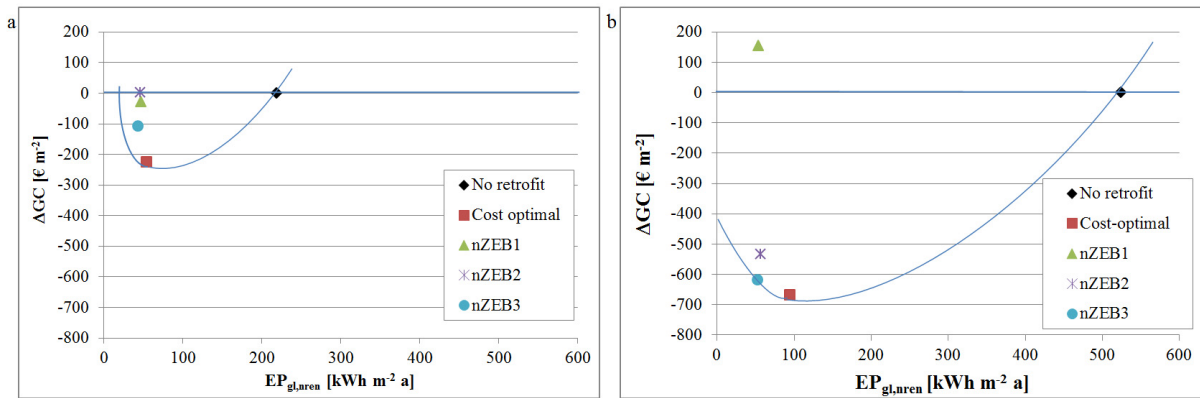 a
200
100
0
-100
-200
-300
-400
-500
-600
-700
-800
ΔGC [€ m-2]
0 100 200 300 400 500 600
EPgl,nren [kWh m-2 a]
No retrofit
Cost optimal
nZEB1
nZEB2
nZEB3
b
200
100
0
-100
-200
-300
-400
-500
-600
-700
-800
ΔGC [€ m-2]
0 100 200 300 400 500 600
EPgl,nren [kWh m-2 a]
No retrofit
Cost-optimal
nZEB1
nZEB2
nZEB3